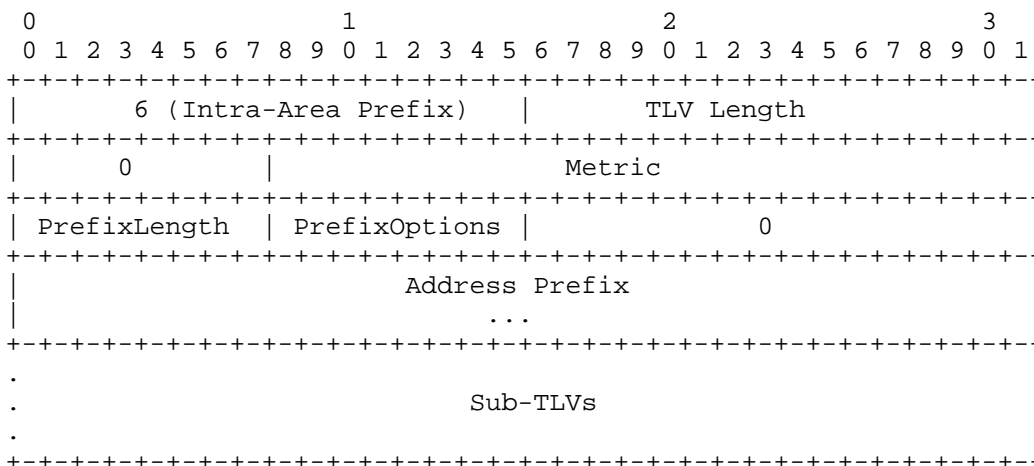 0                   1                   2                   3
 0 1 2 3 4 5 6 7 8 9 0 1 2 3 4 5 6 7 8 9 0 1 2 3 4 5 6 7 8 9 0 1
+-+-+-+-+-+-+-+-+-+-+-+-+-+-+-+-+-+-+-+-+-+-+-+-+-+-+-+-+-+-+-+-
|       6 (Intra-Area Prefix)   |       TLV Length
+-+-+-+-+-+-+-+-+-+-+-+-+-+-+-+-+-+-+-+-+-+-+-+-+-+-+-+-+-+-+-+-
|      0        |                  Metric
+-+-+-+-+-+-+-+-+-+-+-+-+-+-+-+-+-+-+-+-+-+-+-+-+-+-+-+-+-+-+-+-
| PrefixLength  | PrefixOptions |              0
+-+-+-+-+-+-+-+-+-+-+-+-+-+-+-+-+-+-+-+-+-+-+-+-+-+-+-+-+-+-+-+-
|                        Address Prefix
|                             ...
+-+-+-+-+-+-+-+-+-+-+-+-+-+-+-+-+-+-+-+-+-+-+-+-+-+-+-+-+-+-+-+-
.
.                            Sub-TLVs
.
+-+-+-+-+-+-+-+-+-+-+-+-+-+-+-+-+-+-+-+-+-+-+-+-+-+-+-+-+-+-+-+-